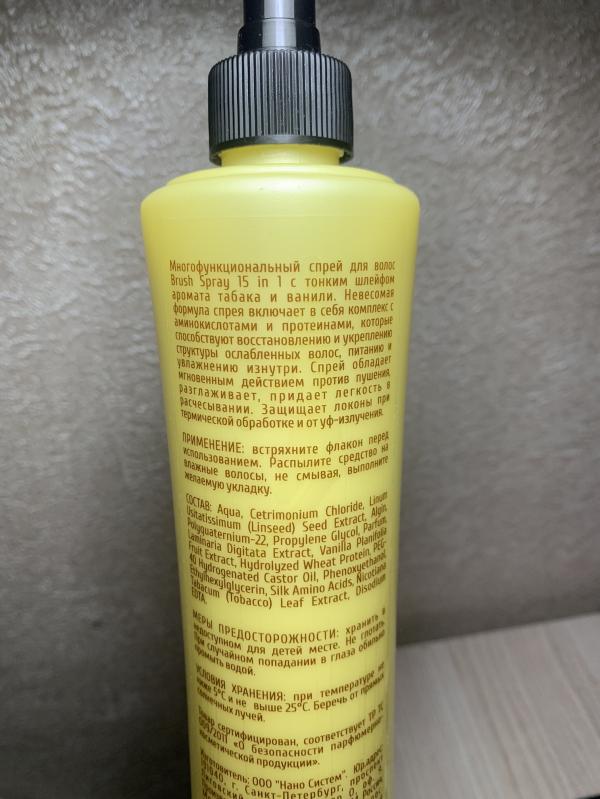 Многофункциональный спрей для волос
Brush Spray 15 in 1 с тонким шлейфом
аромата табака и ванили. Невесомая
формула спрея включает в себя комплекс с
аминокислотами и протеинами, которые
способствуют восстановлению и укреплению
структуры ослабленных волос, питанию и
увлажнению изнутри. Спрей обладает
мгновенным действием против пушения,
разглаживает, придает легкость в
расчесывании. Защищает локоны при
термической обработке и от уф-излучения.
ПРИМЕНЕНИЕ: встряхните флакон перед
использованием. Распылите средство на
влажные волосы, не смывая, выполните
желаемую укладку.
СОСТАВ: Aqua, Cetrimonium Chloride, Linum
Usitatissimum (Linseed) Seed Extract, Algin,
Polyquaternium-22, Propylene Glycol, Parfum,
Laminaria Digitata Extract, Vanilla Planifolia
Fruit Extract, Hydrolyzed Wheat Protein, PEG-
40 Hydrogenated Castor Oil, Phenoxyethanol,
Ethylhexylglycerin, Silk Amino Acids, Nicotiana
Tabacum (Tobacco) Leaf Extract, Disodium
EDTA.
МЕРЫ ПРЕДОСТОРОЖНОСТИ: хранить в
недоступном для детей месте. Не глотать.
При случайном попадании в глаза обильно
промыть водой.
УСЛОВИЯ ХРАНЕНИЯ: при температуре не
ниже 5°C и не выше 25°C. Беречь от прямых
солнечных лучей.
Товар сертифицирован, соответствует ТР ТС
009/2011 «О безопасности парфюмерно-
косметической продукции».
Изготовитель: ООО "Нано Систем". Юр.адрес:
г. Санкт-Петербург, проспект